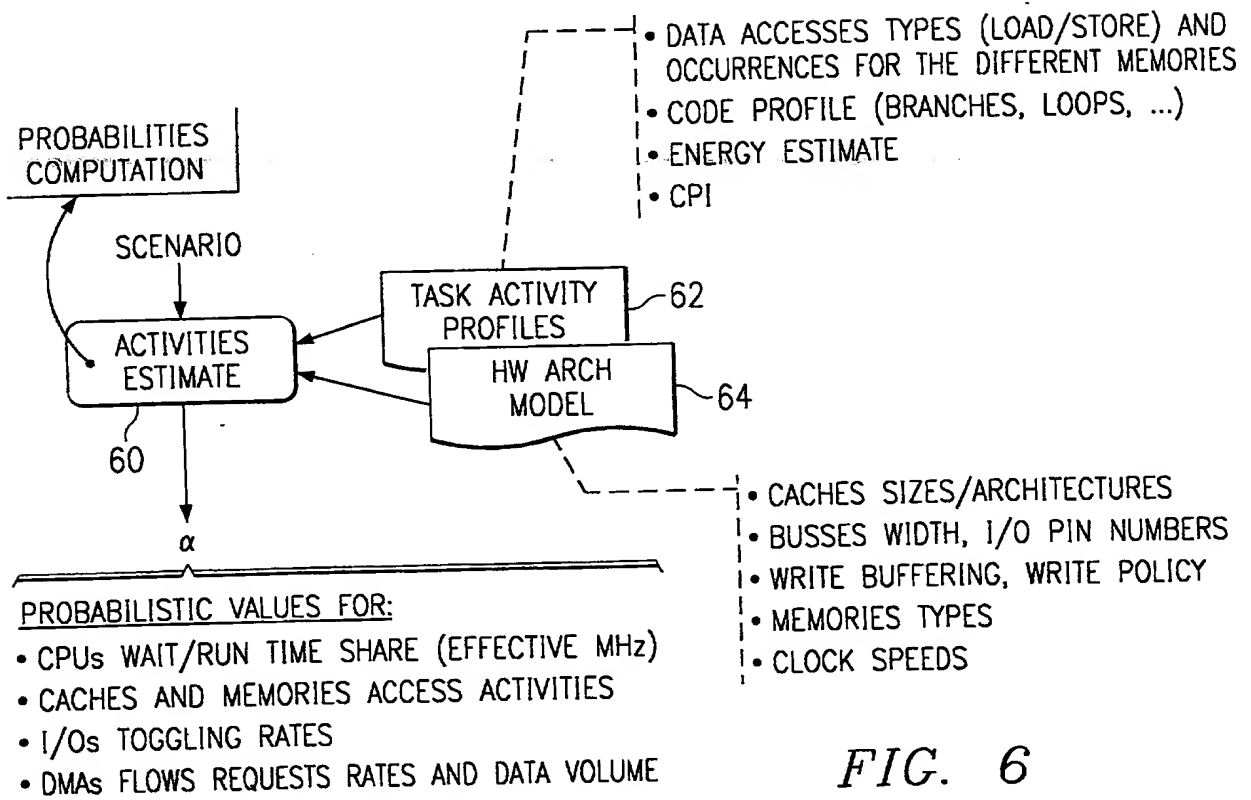 • DATA ACCESSES TYPES (LOAD/STORE) AND
OCCURRENCES FOR THE DIFFERENT MEMORIES
• CODE PROFILE (BRANCHES, LOOPS, ...)
• ENERGY ESTIMATE
• CPI
PROBABILITIES
COMPUTATION
SCENARIO
TASK ACTIVITY
PROFILES
62
ACTIVITIES
ESTIMATE
HW ARCH
MODEL
64
60
α
• CACHES SIZES/ARCHITECTURES
• BUSSES WIDTH, I/O PIN NUMBERS
• WRITE BUFFERING, WRITE POLICY
• MEMORIES TYPES
• CLOCK SPEEDS
PROBABILISTIC VALUES FOR:
• CPUs WAIT/RUN TIME SHARE (EFFECTIVE MHz)
• CACHES AND MEMORIES ACCESS ACTIVITIES
• I/Os TOGGLING RATES
• DMAs FLOWS REQUESTS RATES AND DATA VOLUME
FIG. 6